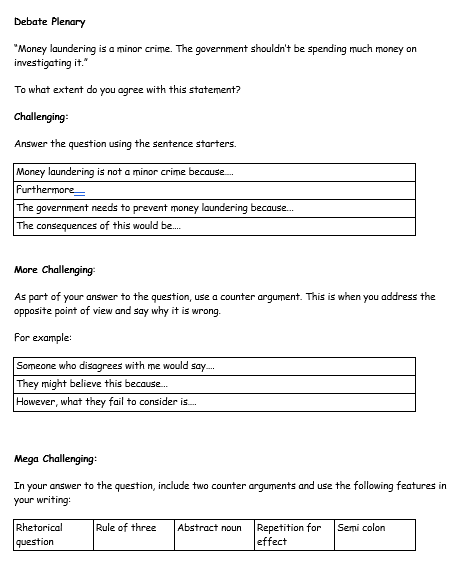 Debate Plenary
“Money laundering is a minor crime. The government shouldn’t be spending much money on
investigating it.”
To what extent do you agree with this statement?
Challenging:
Answer the question using the sentence starters.
Money laundering is not a minor crime because….
Furthermore…
The government needs to prevent money laundering because...
The consequences of this would be….
More Challenging:
As part of your answer to the question, use a counter argument. This is when you address the
opposite point of view and say why it is wrong.
For example:
Someone who disagrees with me would say….
They might believe this because...
However, what they fail to consider is….
Mega Challenging:
In your answer to the question, include two counter arguments and use the following features in
your writing:
Rhetorical question
Rule of three
Abstract noun
Repetition for effect
Semi colon